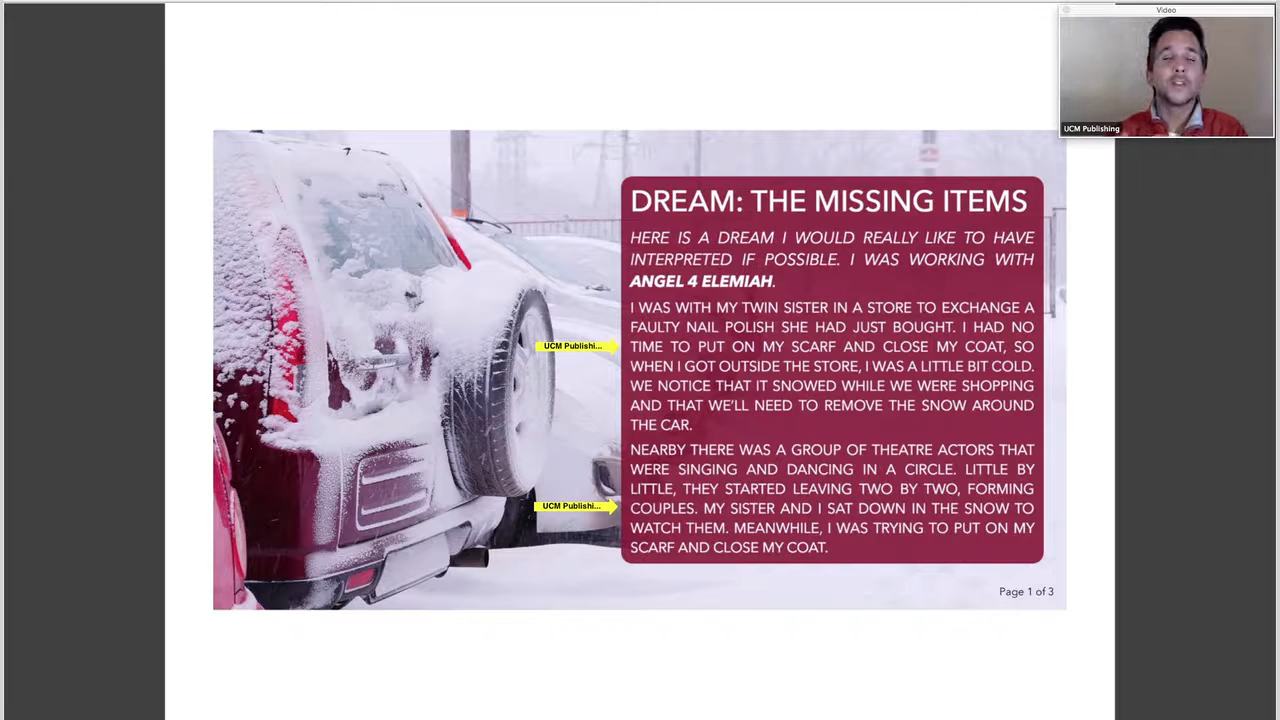 Video
UCM Publishing
DREAM: THE MISSING ITEMS
HERE IS A DREAM I WOULD REALLY LIKE TO HAVE
INTERPRETED IF POSSIBLE. I WAS WORKING WITH
ANGEL 4 ELEMIAH.
I WAS WITH MY TWIN SISTER IN A STORE TO EXCHANGE A
FAULTY NAIL POLISH SHE HAD JUST BOUGHT. I HAD NO
TIME TO PUT ON MY SCARF AND CLOSE MY COAT, SO
WHEN I GOT OUTSIDE THE STORE, I WAS A LITTLE BIT COLD.
WE NOTICE THAT IT SNOWED WHILE WE WERE SHOPPING
AND THAT WE'LL NEED TO REMOVE THE SNOW AROUND
THE CAR.
NEARBY THERE WAS A GROUP OF THEATRE ACTORS THAT
WERE SINGING AND DANCING IN A CIRCLE. LITTLE BY
LITTLE, THEY STARTED LEAVING TWO BY TWO, FORMING
COUPLES. MY SISTER AND I SAT DOWN IN THE SNOW TO
WATCH THEM. MEANWHILE, I WAS TRYING TO PUT ON MY
SCARF AND CLOSE MY COAT.
UCM Publishi...
UCM Publishi...
Page 1 of 3